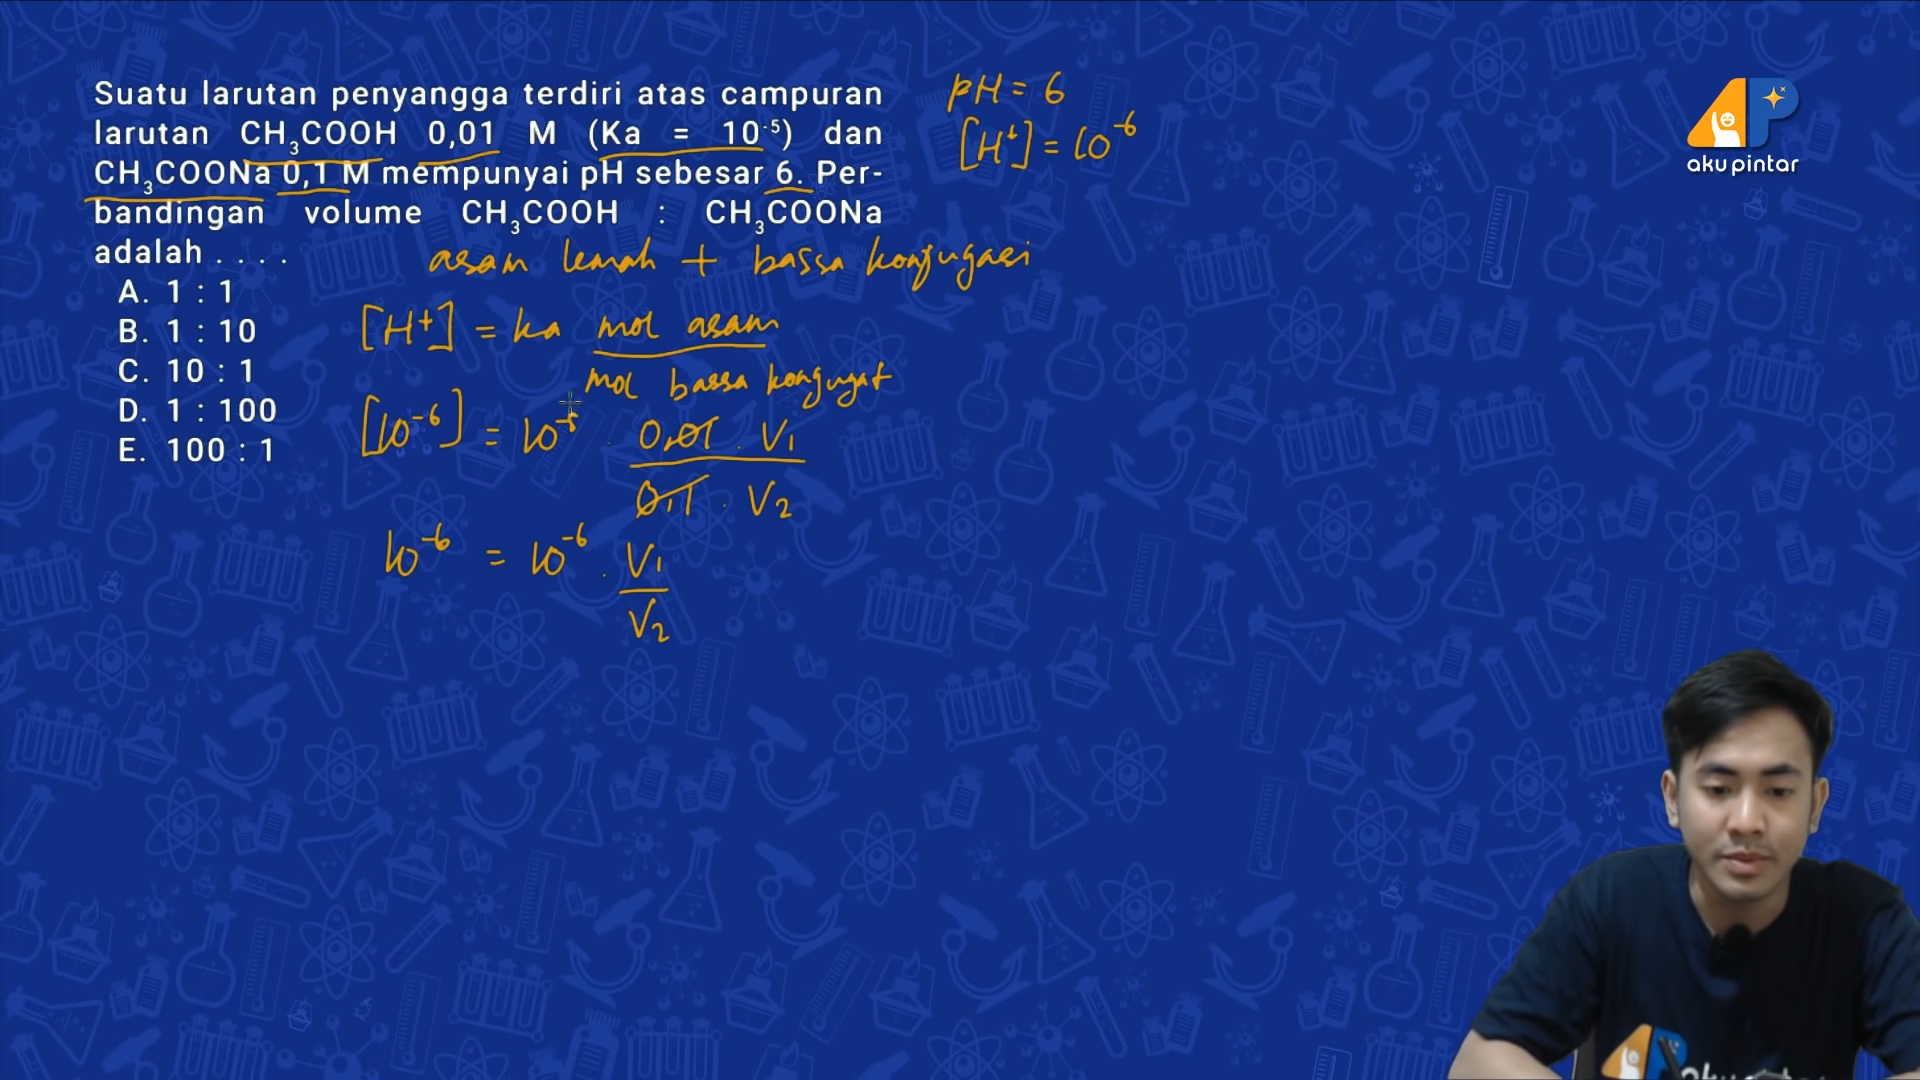 Suatu larutan penyangga terdiri atas campuran
larutan CH₃COOH 0,01 M (Ka = 10⁻⁵) dan
CH₃COONa 0,1 M mempunyai pH sebesar 6. Per-
bandingan volume CH₃COOH : CH₃COONa
adalah . . . .
A. 1 : 1
B. 1 : 10
C. 10 : 1
D. 1 : 100
E. 100 : 1
pH = 6
[H⁺] = 10⁻⁶
asam lemah + bassa konjugasi
[H⁺] = ka mol asam
mol bassa konjugat
[10⁻⁶] = 10⁻⁵ . 0,01 . V₁
0,1 . V₂
10⁻⁶ = 10⁻⁶ . V₁
V₂
AP
aku pintar
aku pintar